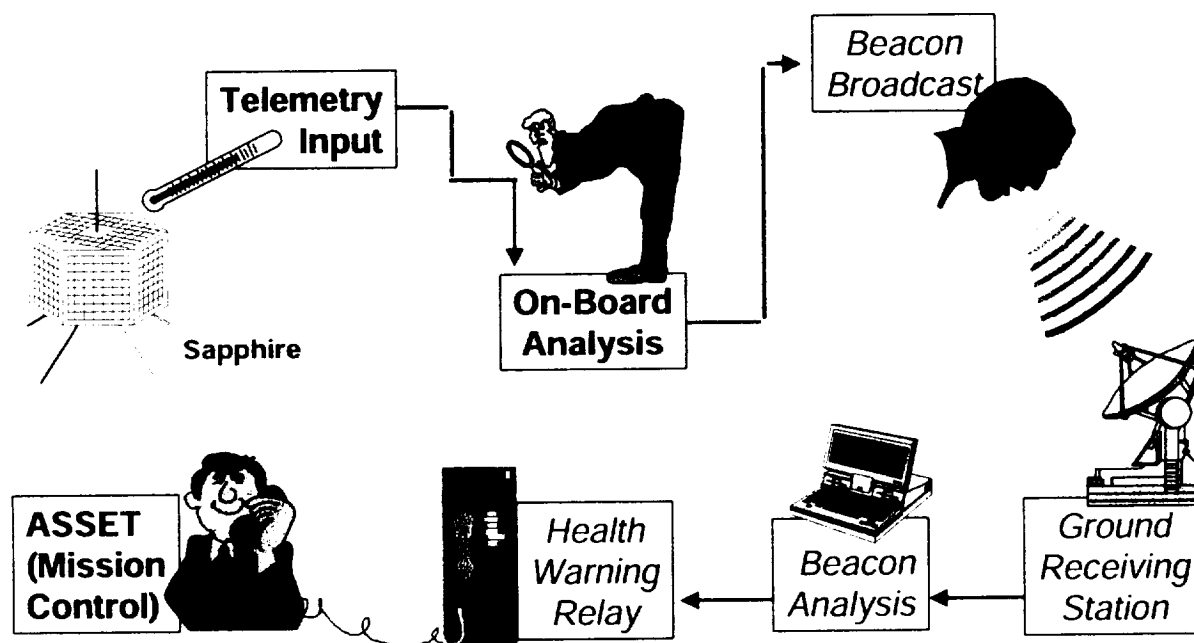 Telemetry
Input
Sapphire
On-Board
Analysis
Beacon
Broadcast
Ground
Receiving
Station
Beacon
Analysis
Health
Warning
Relay
ASSET
(Mission
Control)